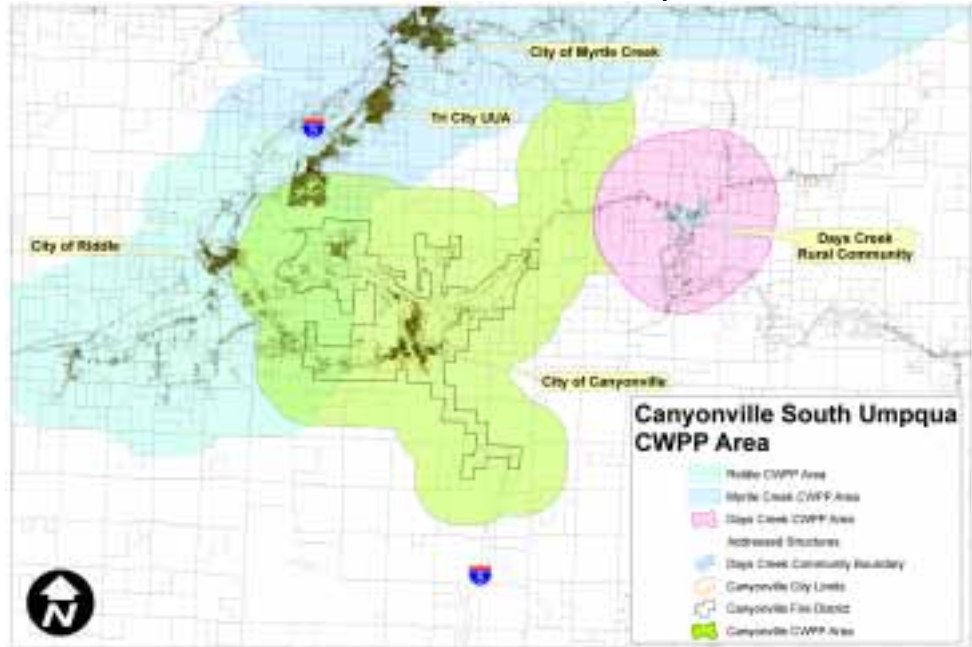 City of Myrtle Creek
Tri City UUA
5
City of Riddle
Days Creek
Rural Community
City of Canyonville
Canyonville South Umpqua
CWPP Area
Riddle CWPP Area
Myrtle Creek CWPP Area
Days Creek CWPP Area
Addressed Structures
Days Creek Community Boundary
Canyonville City Limits
Canyonville Fire District
Canyonville CWPP Area
5
N